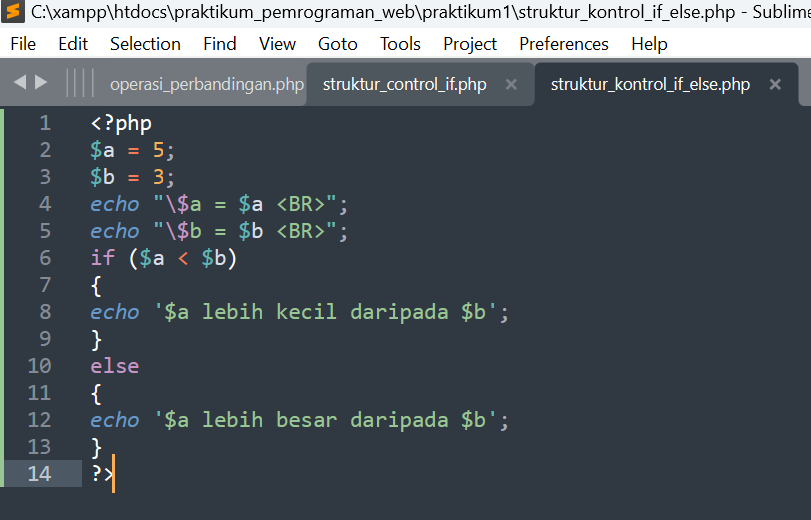 C:\xampp\htdocs\praktikum_pemrograman_web\praktikum1\struktur_kontrol_if_else.php - Sublime
File Edit Selection Find View Goto Tools Project Preferences Help
operasi_perbandingan.php struktur_control_if.php × struktur_kontrol_if_else.php ×
1 <?php
2 $a = 5;
3 $b = 3;
4 echo "\$a = $a <BR>";
5 echo "\$b = $b <BR>";
6 if ($a < $b)
7 {
8 echo '$a lebih kecil daripada $b';
9 }
10 else
11 {
12 echo '$a lebih besar daripada $b';
13 }
14 ?>